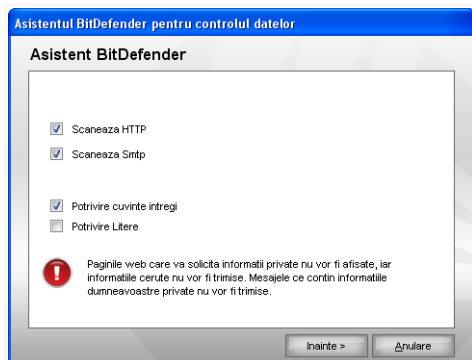 Asistentul BitDefender pentru controlul datelor
Asistent BitDefender
Scaneaza HTTP
Scaneaza Smtp
Potrivire cuvinte intregi
Potrivire Litere
Paginile web care va solicita informatii private nu vor fi afisate, iar
informatiile cerute nu vor fi trimise. Mesajele ce contin informatiile
dumneavoastre private nu vor fi trimise.
Inainte >
Anulare